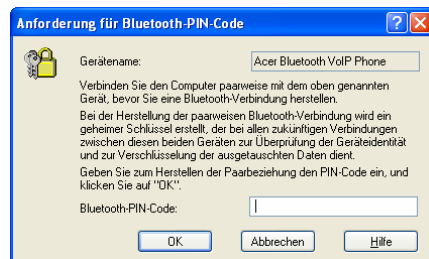 Anforderung für Bluetooth-PIN-Code
Gerätename:
Acer Bluetooth VoIP Phone
Verbinden Sie den Computer paarweise mit dem oben genannten
Gerät, bevor Sie eine Bluetooth-Verbindung herstellen.
Bei der Herstellung der paarweisen Bluetooth-Verbindung wird ein
geheimer Schlüssel erstellt, der bei allen zukünftigen Verbindungen
zwischen diesen beiden Geräten zur Überprüfung der Geräteidentität
und zur Verschlüsselung der ausgetauschten Daten dient.
Geben Sie zum Herstellen der Paarbeziehung den PIN-Code ein, und
klicken Sie auf "OK".
Bluetooth-PIN-Code:
OK
Abbrechen
Hilfe